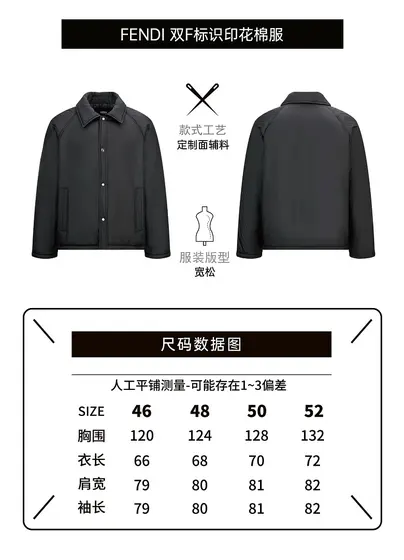 FENDI 双F标识印花棉服
款式工艺
定制面辅料
服装版型
宽松
尺码数据图
人工平铺测量-可能存在1~3偏差
SIZE 46 48 50 52
胸围 120 124 128 132
衣长 66 68 70 72
肩宽 79 80 81 82
袖长 79 80 81 82